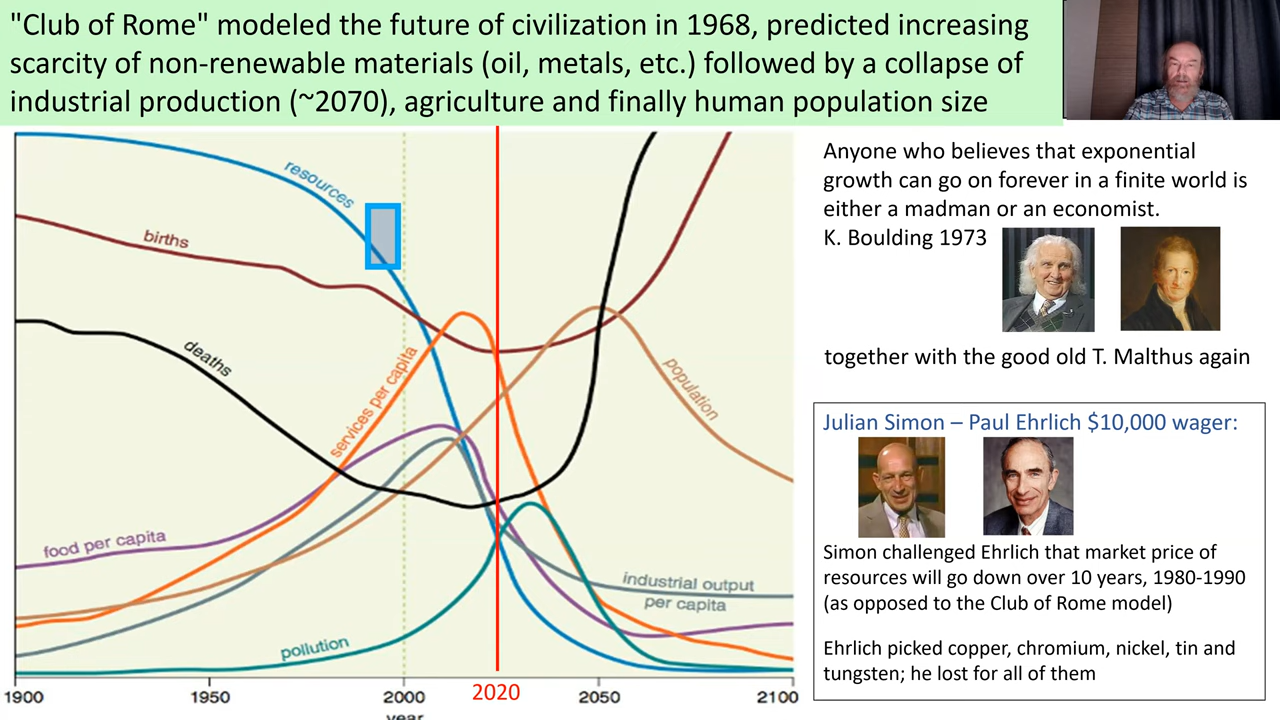 "Club of Rome" modeled the future of civilization in 1968, predicted increasing
scarcity of non-renewable materials (oil, metals, etc.) followed by a collapse of
industrial production (~2070), agriculture and finally human population size
resources
births
deaths
services per capita
population
food per capita
industrial output
per capita
pollution
1900
1950
2000
2020
2050
2100
year
Anyone who believes that exponential
growth can go on forever in a finite world is
either a madman or an economist.
K. Boulding 1973
together with the good old T. Malthus again
Julian Simon – Paul Ehrlich $10,000 wager:
Simon challenged Ehrlich that market price of
resources will go down over 10 years, 1980-1990
(as opposed to the Club of Rome model)
Ehrlich picked copper, chromium, nickel, tin and
tungsten; he lost for all of them